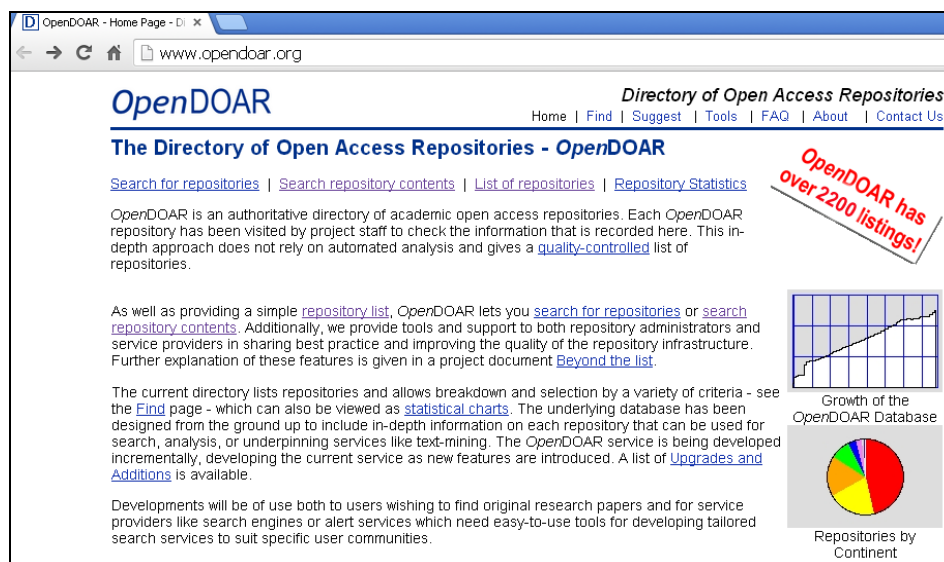 OpenDOAR - Home Page - Di
www.opendoar.org
OpenDOAR
Directory of Open Access Repositories
Home | Find | Suggest | Tools | FAQ | About | Contact Us
The Directory of Open Access Repositories - OpenDOAR
Search for repositories | Search repository contents | List of repositories | Repository Statistics
OpenDOAR has
over 2200 listings!
OpenDOAR is an authoritative directory of academic open access repositories. Each OpenDOAR
repository has been visited by project staff to check the information that is recorded here. This in-
depth approach does not rely on automated analysis and gives a quality-controlled list of
repositories.
As well as providing a simple repository list, OpenDOAR lets you search for repositories or search
repository contents. Additionally, we provide tools and support to both repository administrators and
service providers in sharing best practice and improving the quality of the repository infrastructure.
Further explanation of these features is given in a project document Beyond the list.
The current directory lists repositories and allows breakdown and selection by a variety of criteria - see
the Find page - which can also be viewed as statistical charts. The underlying database has been
designed from the ground up to include in-depth information on each repository that can be used for
search, analysis, or underpinning services like text-mining. The OpenDOAR service is being developed
incrementally, developing the current service as new features are introduced. A list of Upgrades and
Additions is available.
Developments will be of use both to users wishing to find original research papers and for service
providers like search engines or alert services which need easy-to-use tools for developing tailored
search services to suit specific user communities.
Growth of the
OpenDOAR Database
Repositories by
Continent